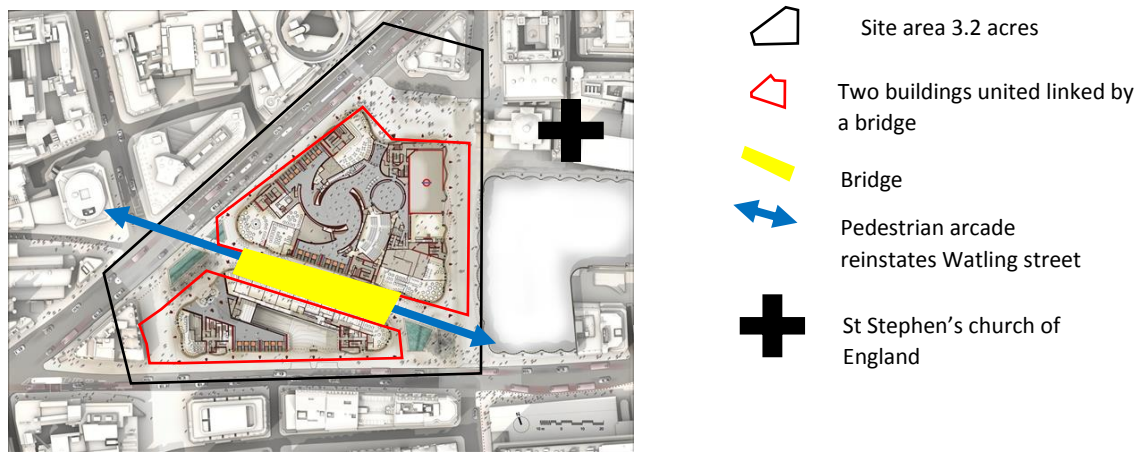 Site area 3.2 acres
Two buildings united linked by
a bridge
Bridge
Pedestrian arcade
reinstates Watling street
St Stephen's church of
England